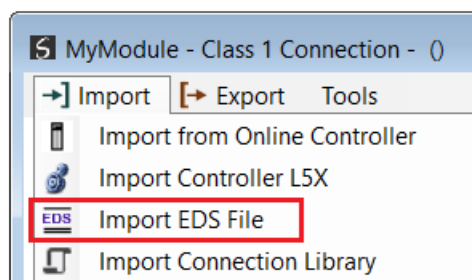 MyModule - Class 1 Connection - ()
Import Export Tools
Import from Online Controller
Import Controller L5X
EDS Import EDS File
Import Connection Library